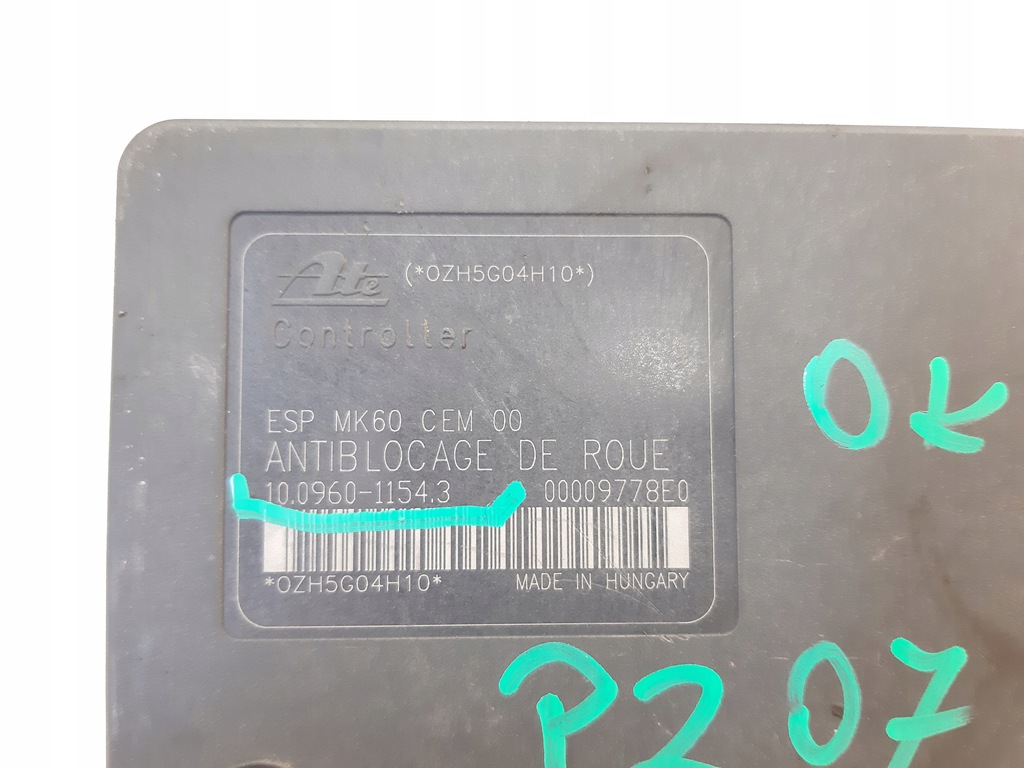 Ate (*OZH5G04H10*)
Controller
OK
ESP MK60 CEM 00
ANTIBLOCAGE DE ROUE
10.0960-1154.3 00009778E0
*OZH5G04H10* MADE IN HUNGARY
P207